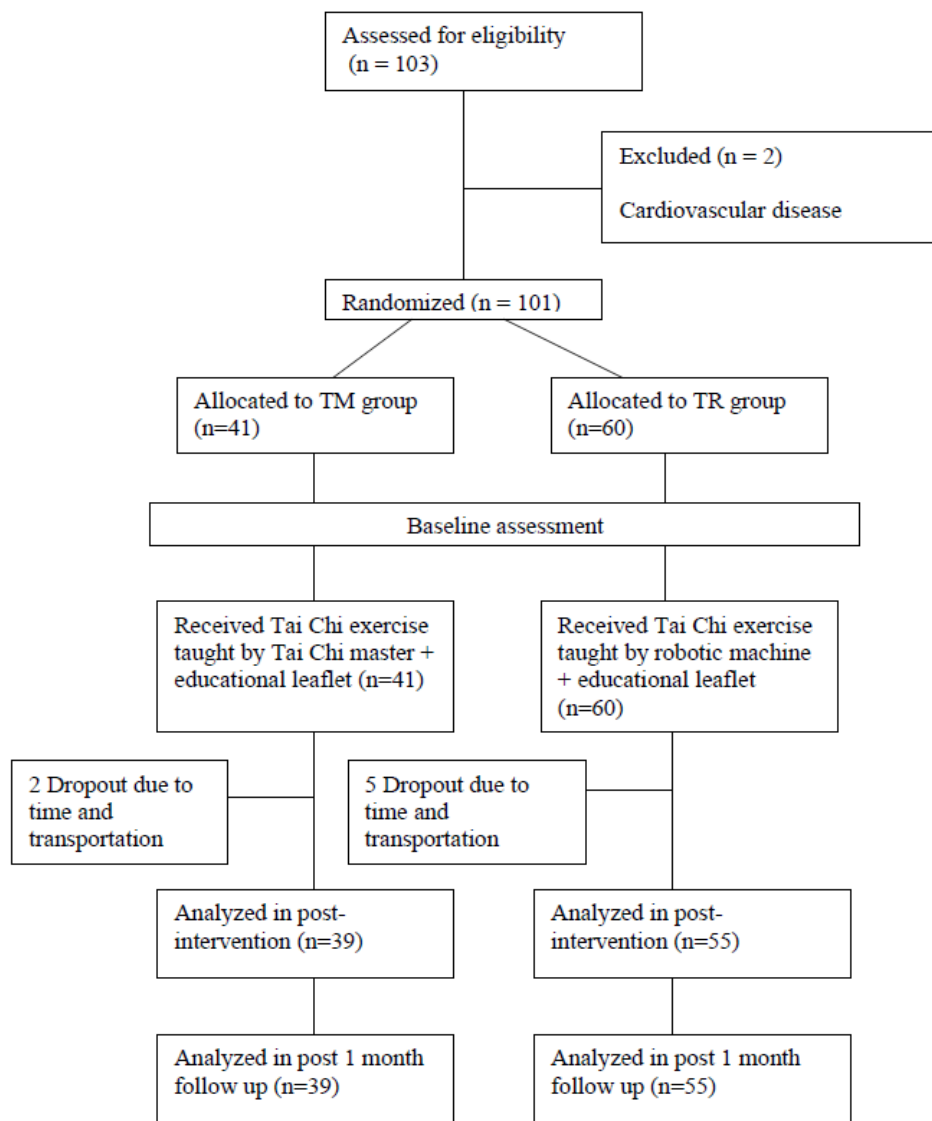 Assessed for eligibility
(n = 103)
Excluded (n = 2)
Cardiovascular disease
Randomized (n = 101)
Allocated to TM group
(n=41)
Allocated to TR group
(n=60)
Baseline assessment
Received Tai Chi exercise
taught by Tai Chi master +
educational leaflet (n=41)
Received Tai Chi exercise
taught by robotic machine
+ educational leaflet
(n=60)
2 Dropout due to
time and
transportation
5 Dropout due to
time and
transportation
Analyzed in post-
intervention (n=39)
Analyzed in post-
intervention (n=55)
Analyzed in post 1 month
follow up (n=39)
Analyzed in post 1 month
follow up (n=55)